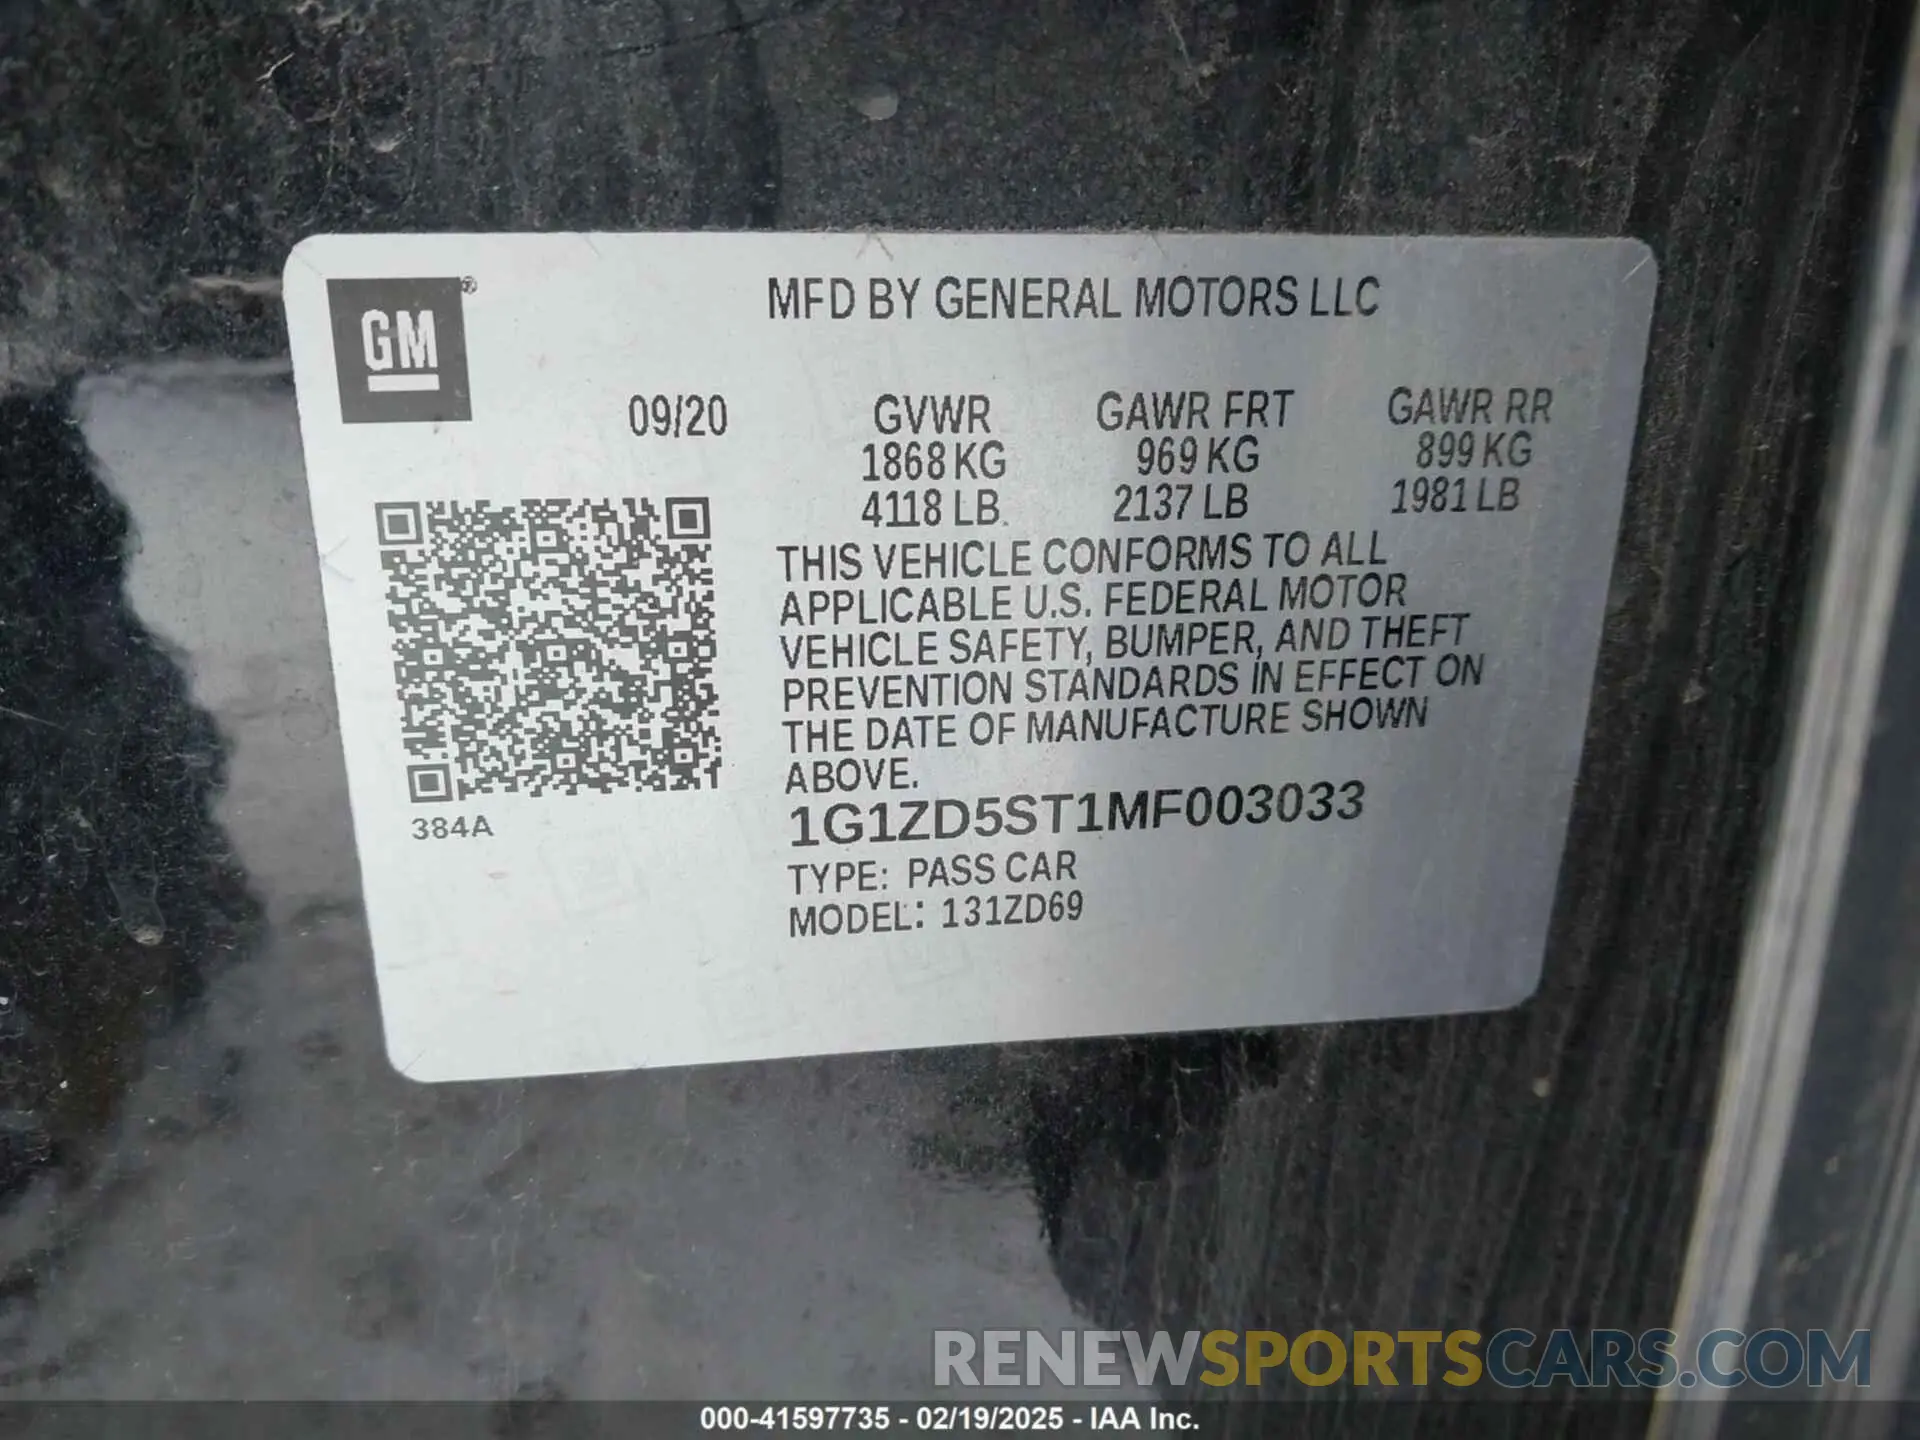 GM®
MFD BY GENERAL MOTORS LLC
09/20
GVWR
1868 KG
4118 LB
GAWR FRT
969 KG
2137 LB
GAWR RR
899 KG
1981 LB
THIS VEHICLE CONFORMS TO ALL
APPLICABLE U.S. FEDERAL MOTOR
VEHICLE SAFETY, BUMPER, AND THEFT
PREVENTION STANDARDS IN EFFECT ON
THE DATE OF MANUFACTURE SHOWN
ABOVE.
384A
1G1ZD5ST1MF003033
TYPE: PASS CAR
MODEL: 131ZD69
RENEWSPORTSCARS.COM
000-41597735 - 02/19/2025 - IAA Inc.